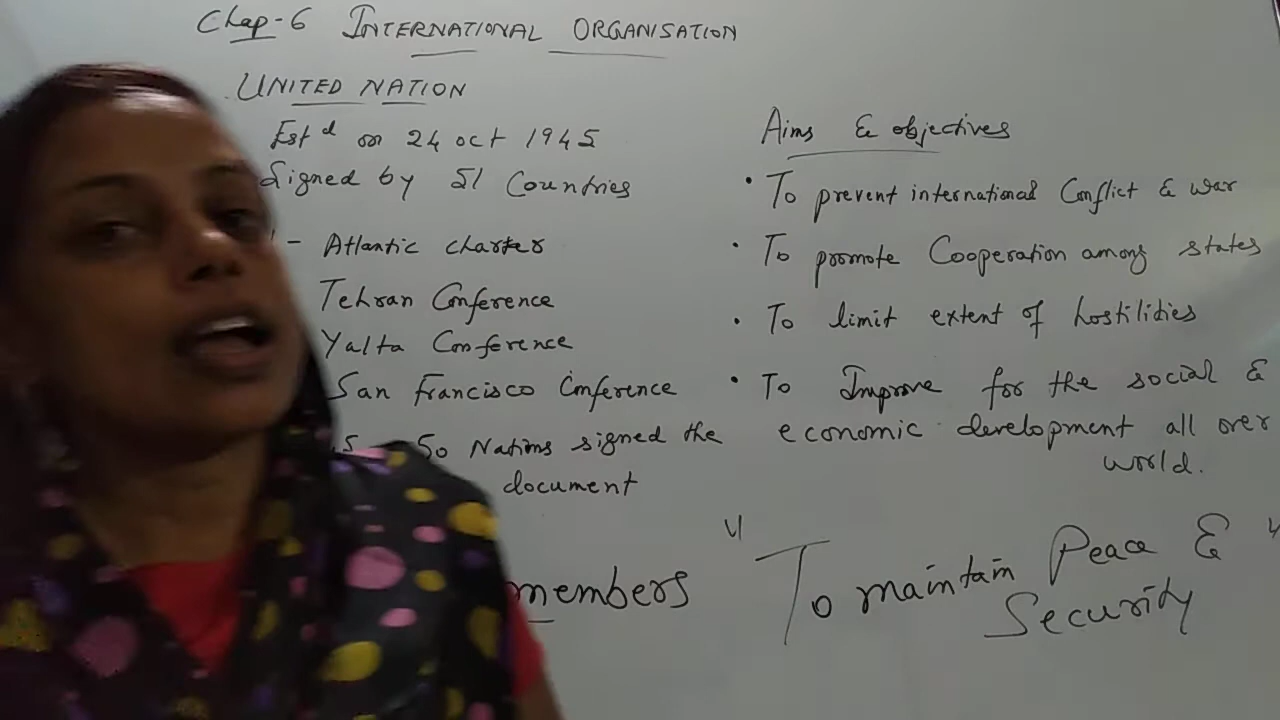 Chap-6 INTERNATIONAL ORGANISATION
UNITED NATION
Estd on 24 oct 1945
Signed by 51 Countries
- Atlantic charter
Tehran Conference
Yalta Conference
San Francisco Conference
50 Nations signed the
document
members
Aims & objectives
• To prevent international Conflict & war
• To promote Cooperation among states
• To limit extent of hostilities
• To Improve for the social &
economic development all over
world.
"To maintain Peace & "
Security